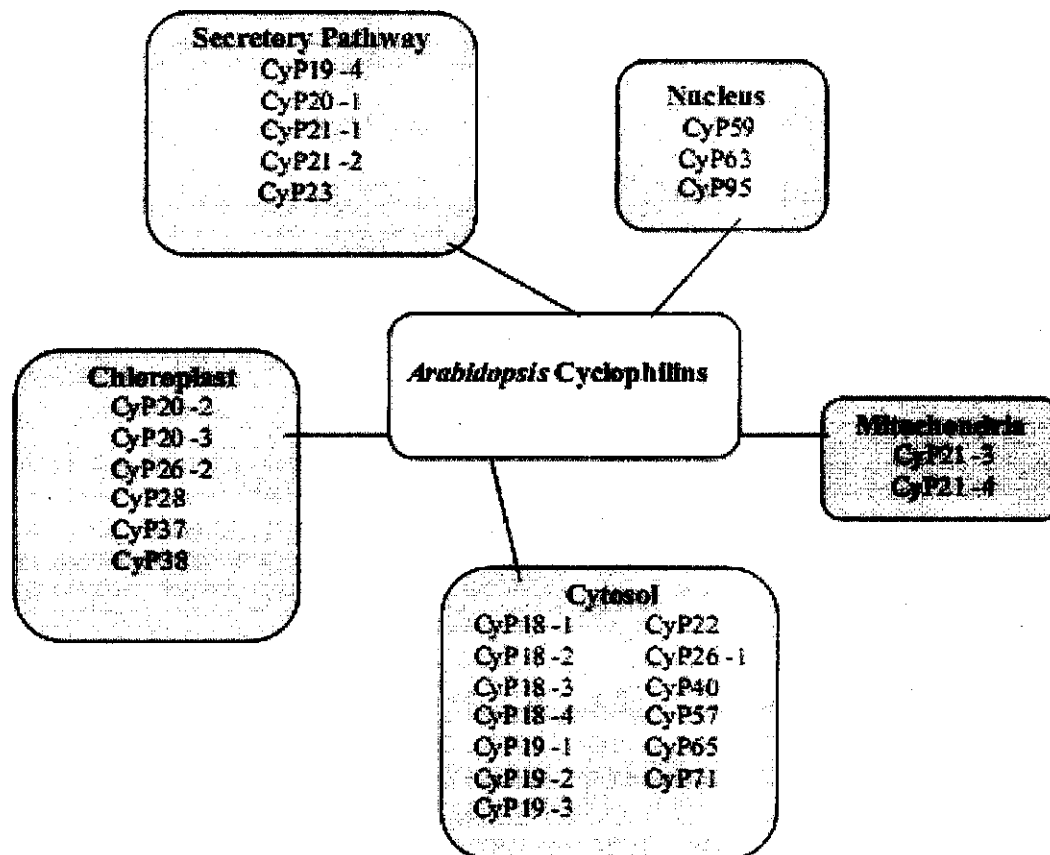 Secretory Pathway
CyP19-4
CyP20-1
CyP21-1
CyP21-2
CyP23
Nucleus
CyP59
CyP63
CyP95
Arabidopsis Cyclophilins
Chloroplast
CyP20-2
CyP20-3
CyP26-2
CyP28
CyP37
CyP38
Mitochondria
CyP21-3
CyP21-4
Cytosol
CyP18-1 CyP22
CyP18-2 CyP26-1
CyP18-3 CyP40
CyP18-4 CyP57
CyP19-1 CyP65
CyP19-2 CyP71
CyP19-3